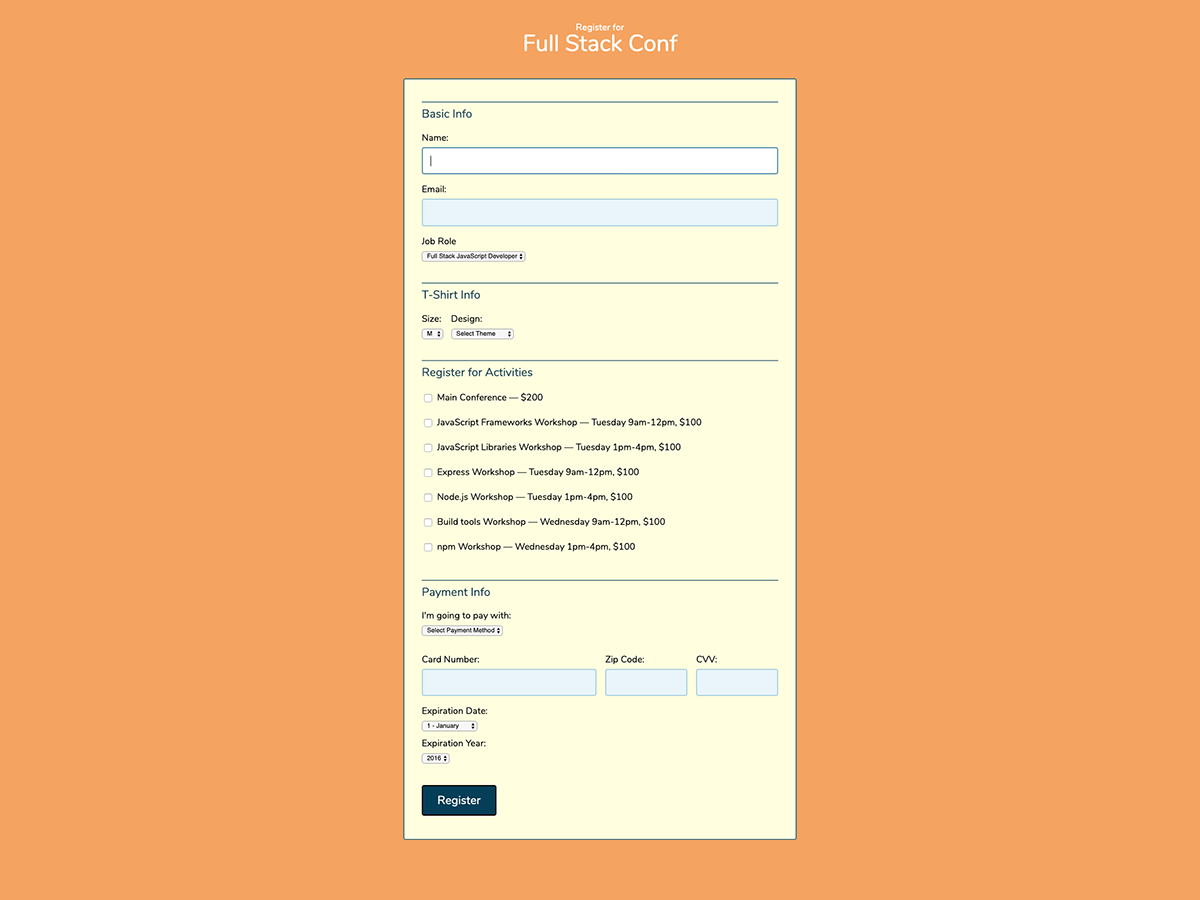 Register for
Full Stack Conf
Basic Info
Name:
Email:
Job Role
Full Stack JavaScript Developer
T-Shirt Info
Size: Design:
M Select Theme
Register for Activities
Main Conference — $200
JavaScript Frameworks Workshop — Tuesday 9am-12pm, $100
JavaScript Libraries Workshop — Tuesday 1pm-4pm, $100
Express Workshop — Tuesday 9am-12pm, $100
Node.js Workshop — Tuesday 1pm-4pm, $100
Build tools Workshop — Wednesday 9am-12pm, $100
npm Workshop — Wednesday 1pm-4pm, $100
Payment Info
I'm going to pay with:
Select Payment Method
Card Number: Zip Code: CVV:
Expiration Date:
1 - January
Expiration Year:
2016
Register